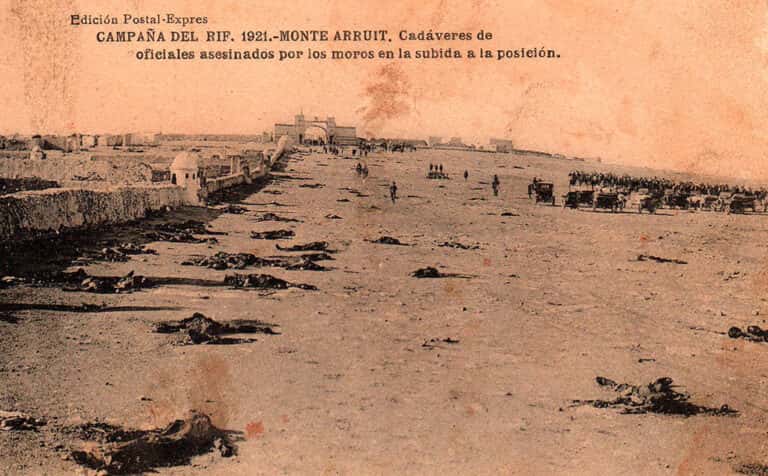 Edición Postal-Expres
CAMPAÑA DEL RIF. 1921.-MONTE ARRUIT. Cadáveres de
oficiales asesinados por los moros en la subida a la posición.